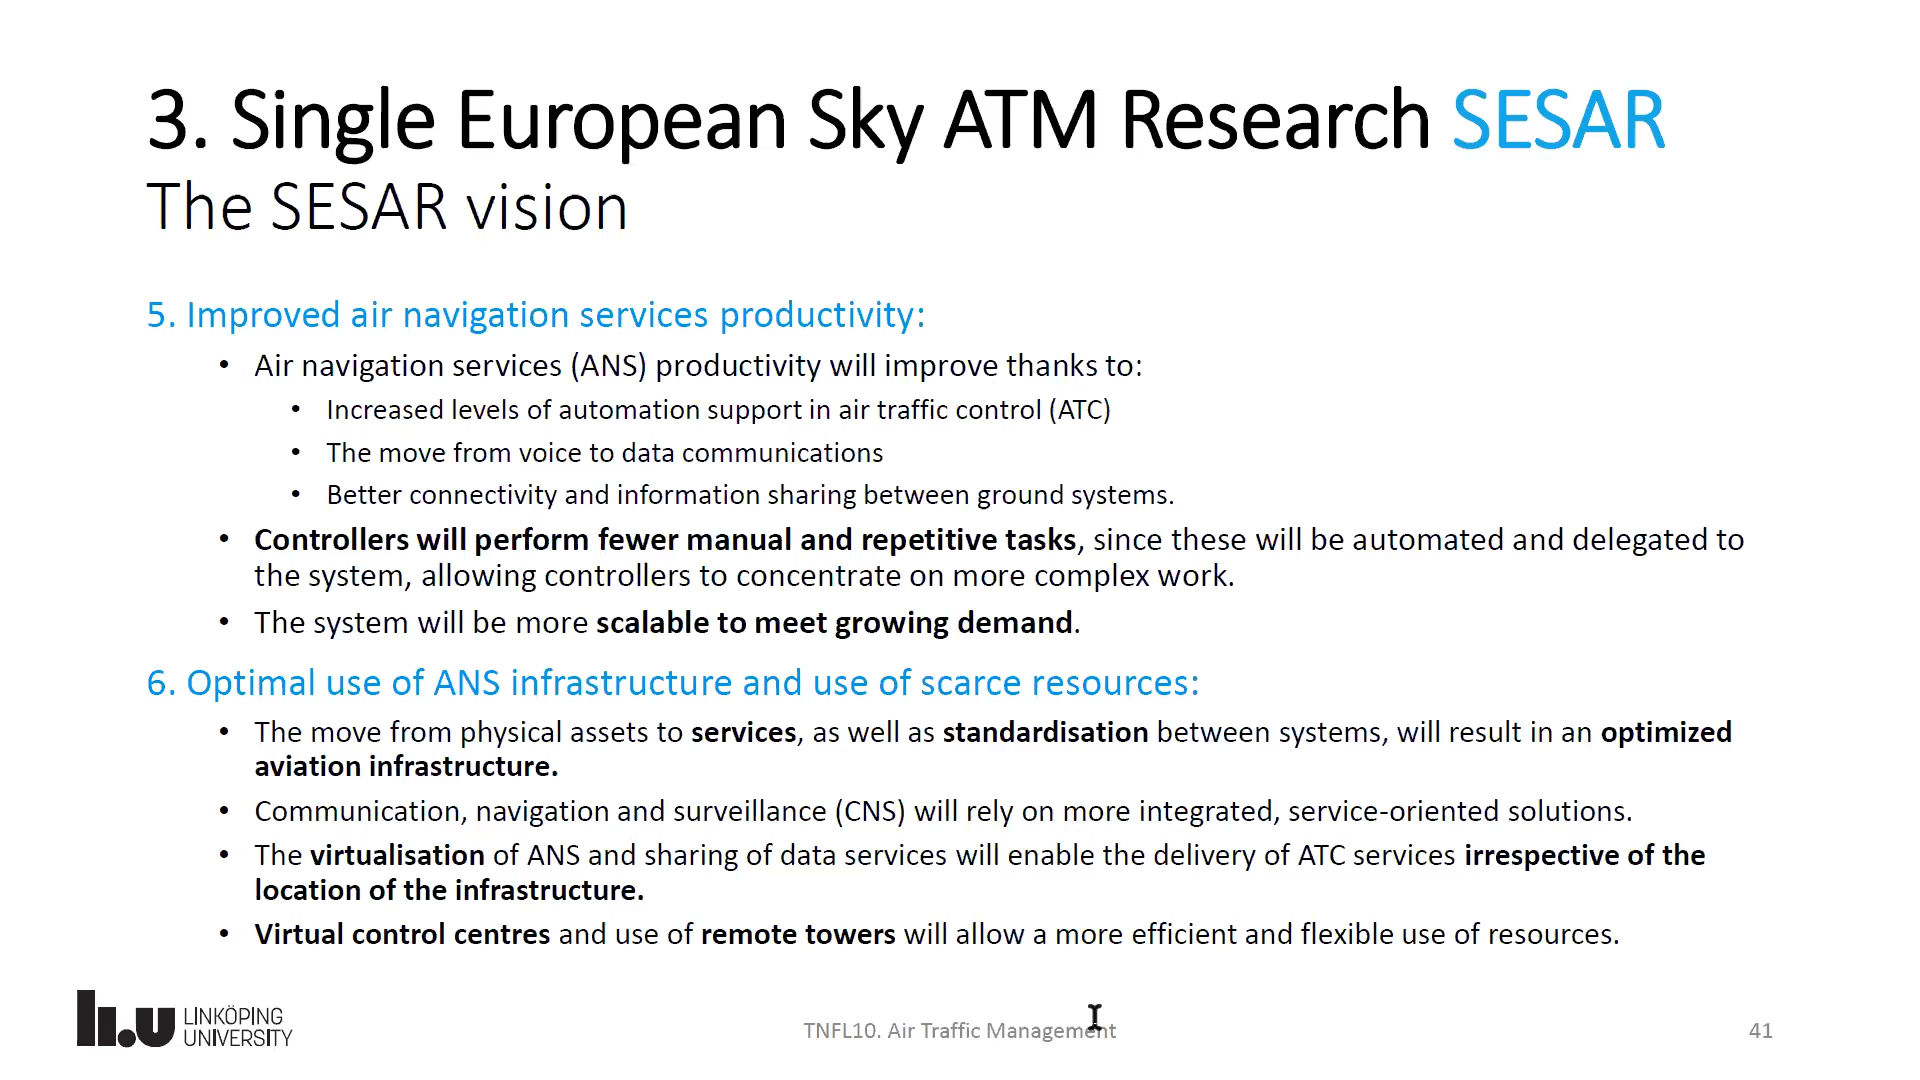 3. Single European Sky ATM Research SESAR
The SESAR vision
5. Improved air navigation services productivity:
• Air navigation services (ANS) productivity will improve thanks to:
• Increased levels of automation support in air traffic control (ATC)
• The move from voice to data communications
• Better connectivity and information sharing between ground systems.
• Controllers will perform fewer manual and repetitive tasks, since these will be automated and delegated to
the system, allowing controllers to concentrate on more complex work.
• The system will be more scalable to meet growing demand.
6. Optimal use of ANS infrastructure and use of scarce resources:
• The move from physical assets to services, as well as standardisation between systems, will result in an optimized
aviation infrastructure.
• Communication, navigation and surveillance (CNS) will rely on more integrated, service-oriented solutions.
• The virtualisation of ANS and sharing of data services will enable the delivery of ATC services irrespective of the
location of the infrastructure.
• Virtual control centres and use of remote towers will allow a more efficient and flexible use of resources.
li.u LINKÖPING
UNIVERSITY
TNFL10. Air Traffic Management
41